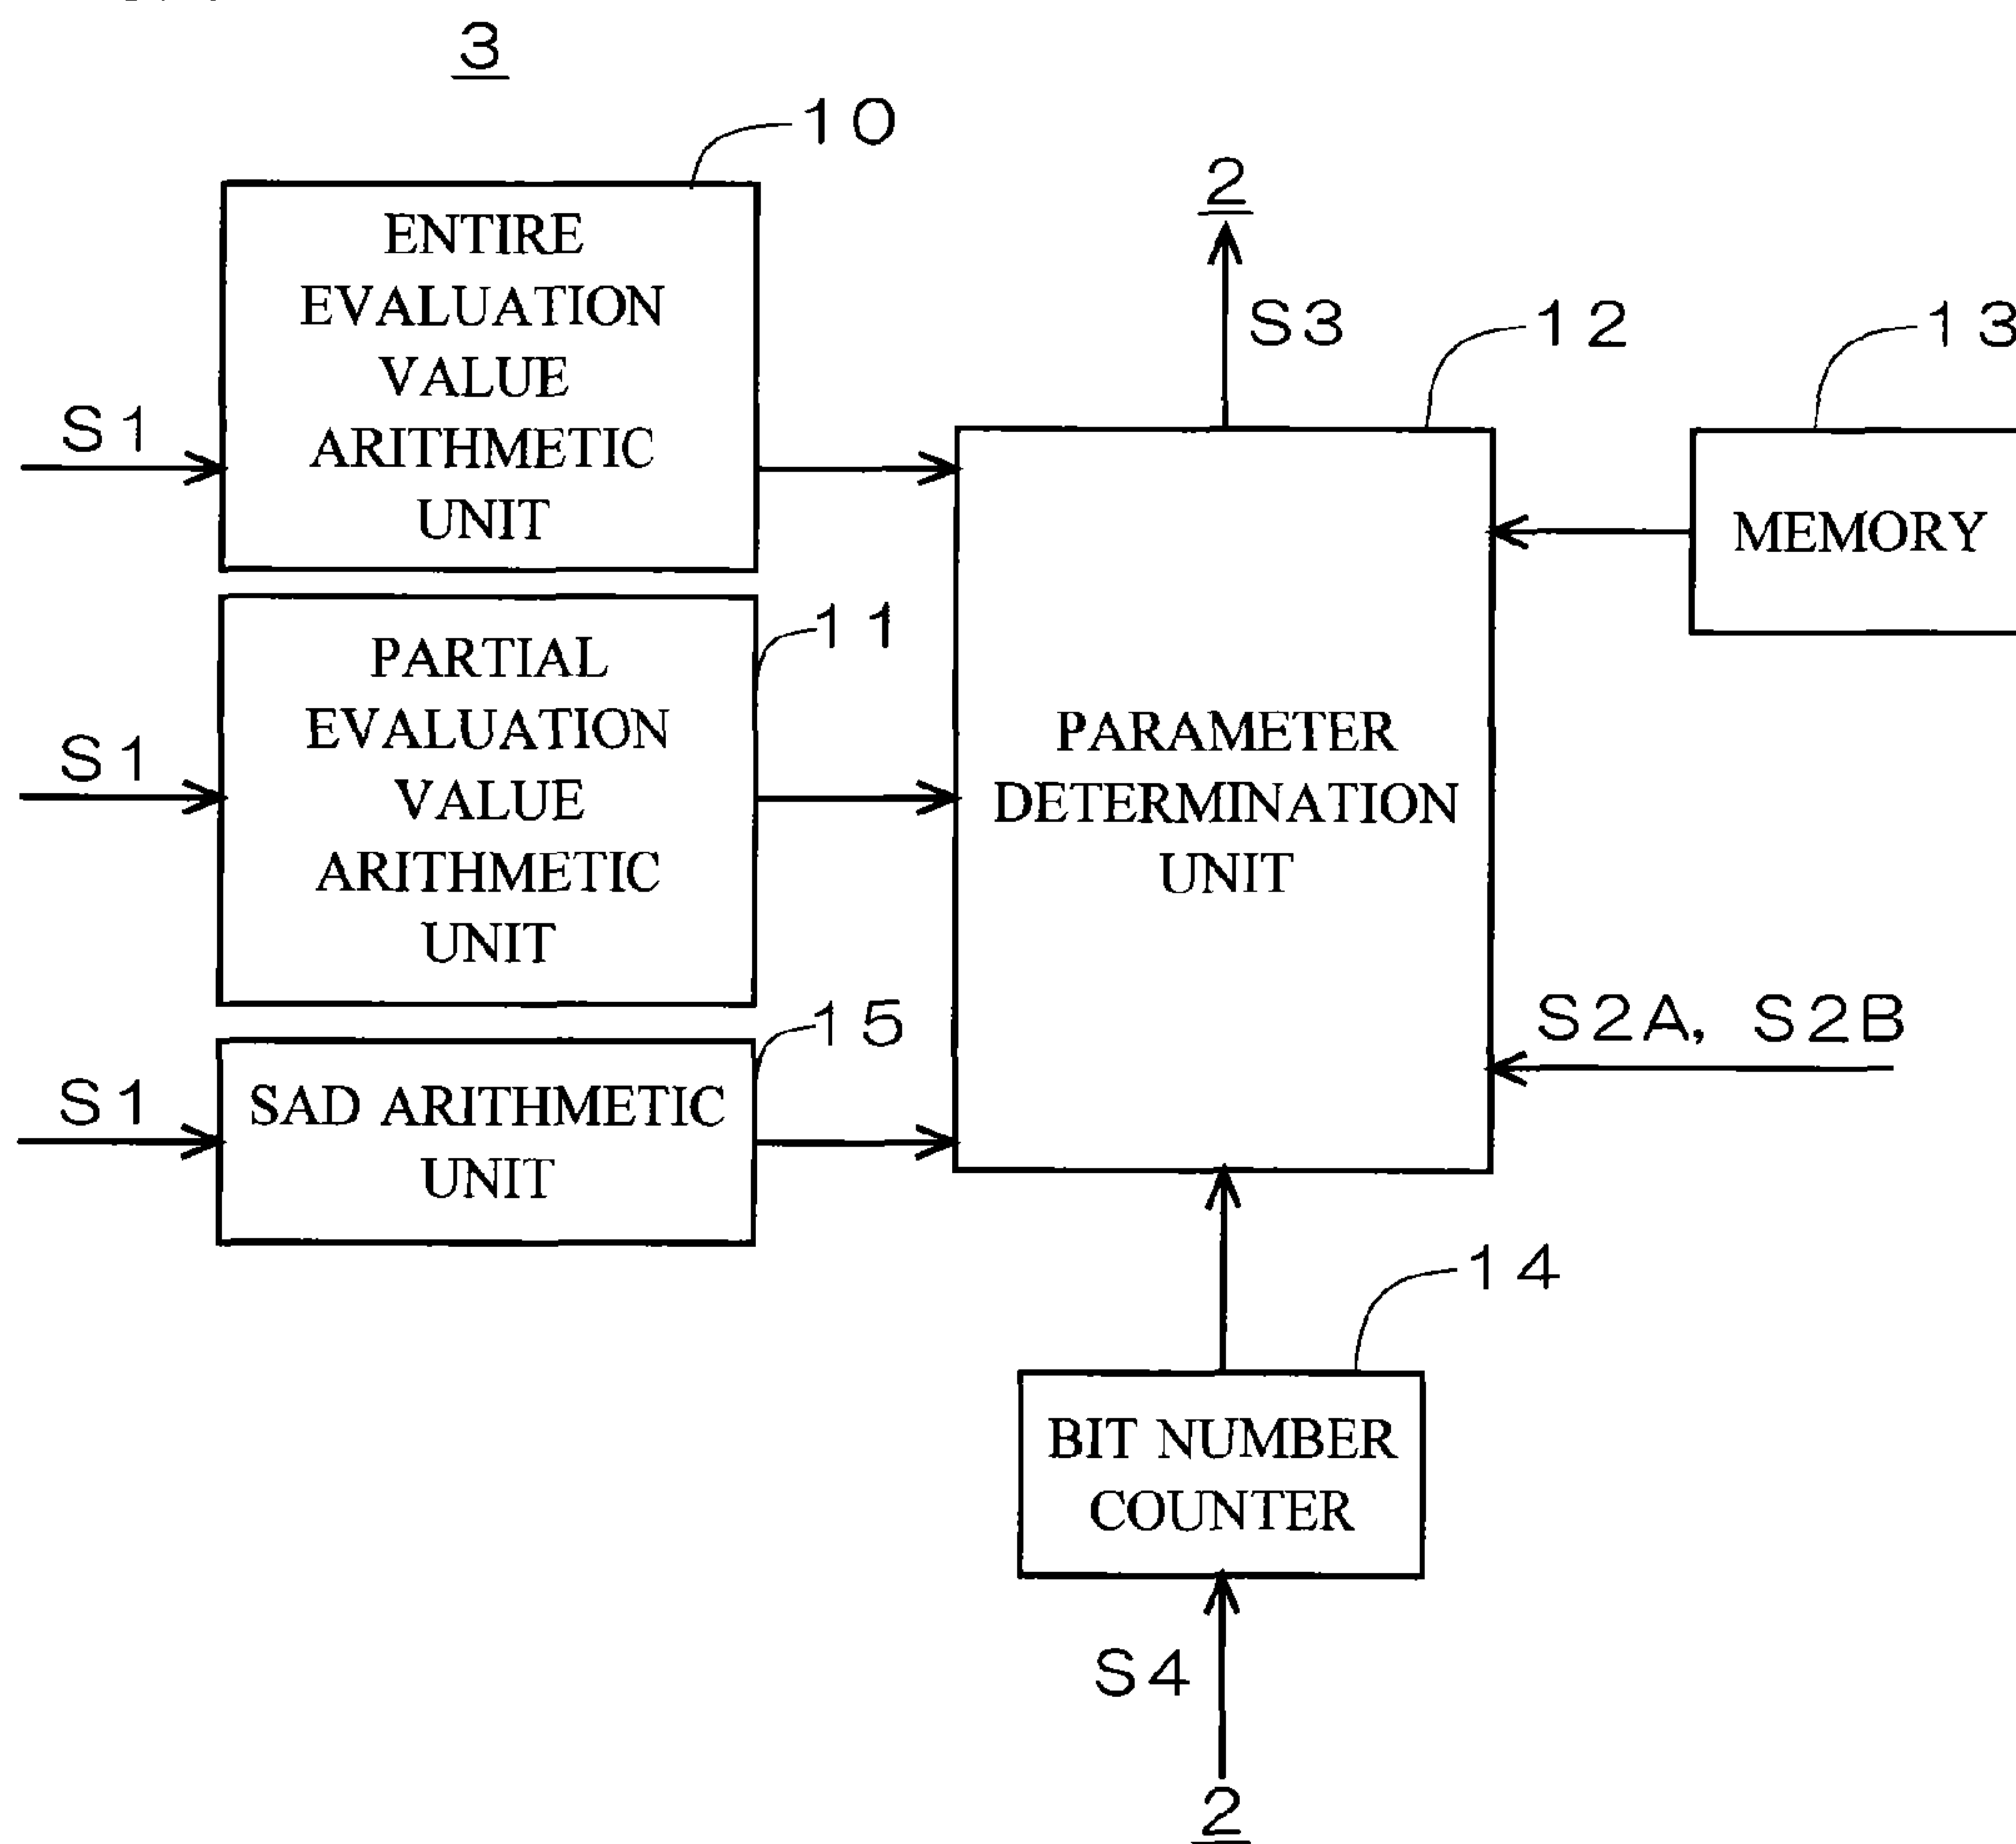 3
10
ENTIRE
EVALUATION
VALUE
ARITHMETIC
UNIT
S1
2
S3
12
13
MEMORY
PARTIAL
EVALUATION
VALUE
ARITHMETIC
UNIT
11
S1
PARAMETER
DETERMINATION
UNIT
S2A, S2B
15
SAD ARITHMETIC
UNIT
S1
14
BIT NUMBER
COUNTER
S4
2